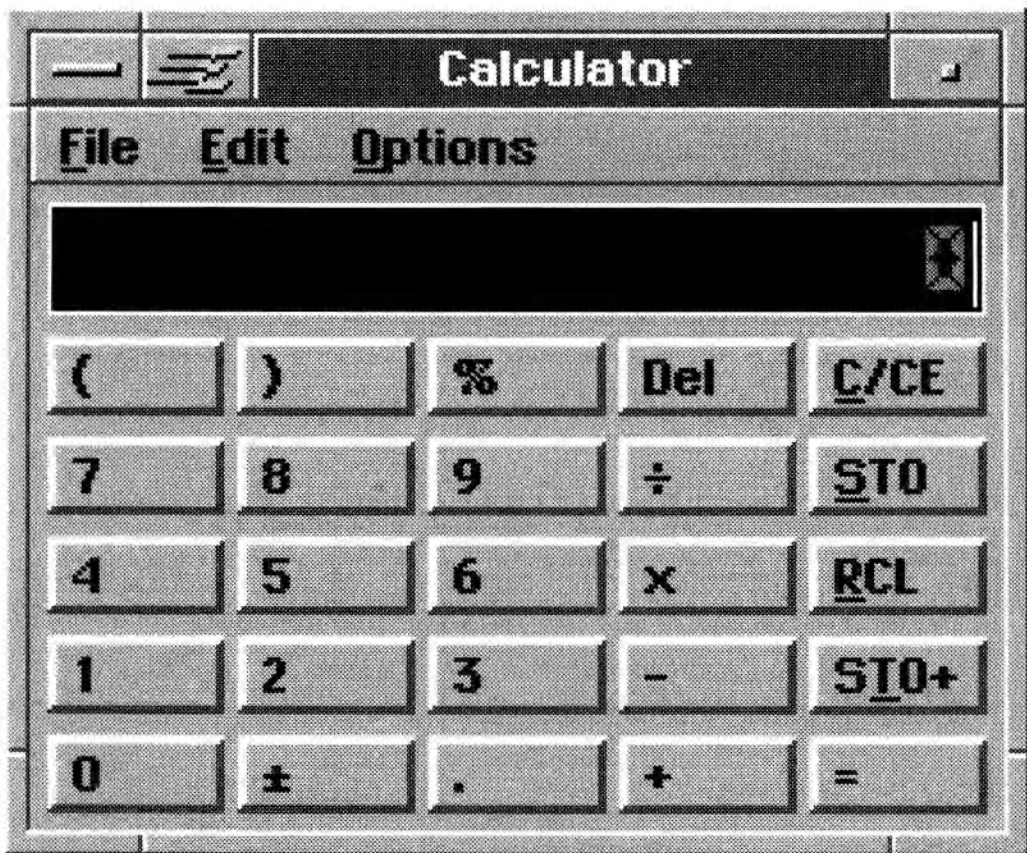 Calculator
File Edit Options
( ) % Del C/CE
7 8 9 ÷ STO
4 5 6 x RCL
1 2 3 - STO+
0 ± . + =